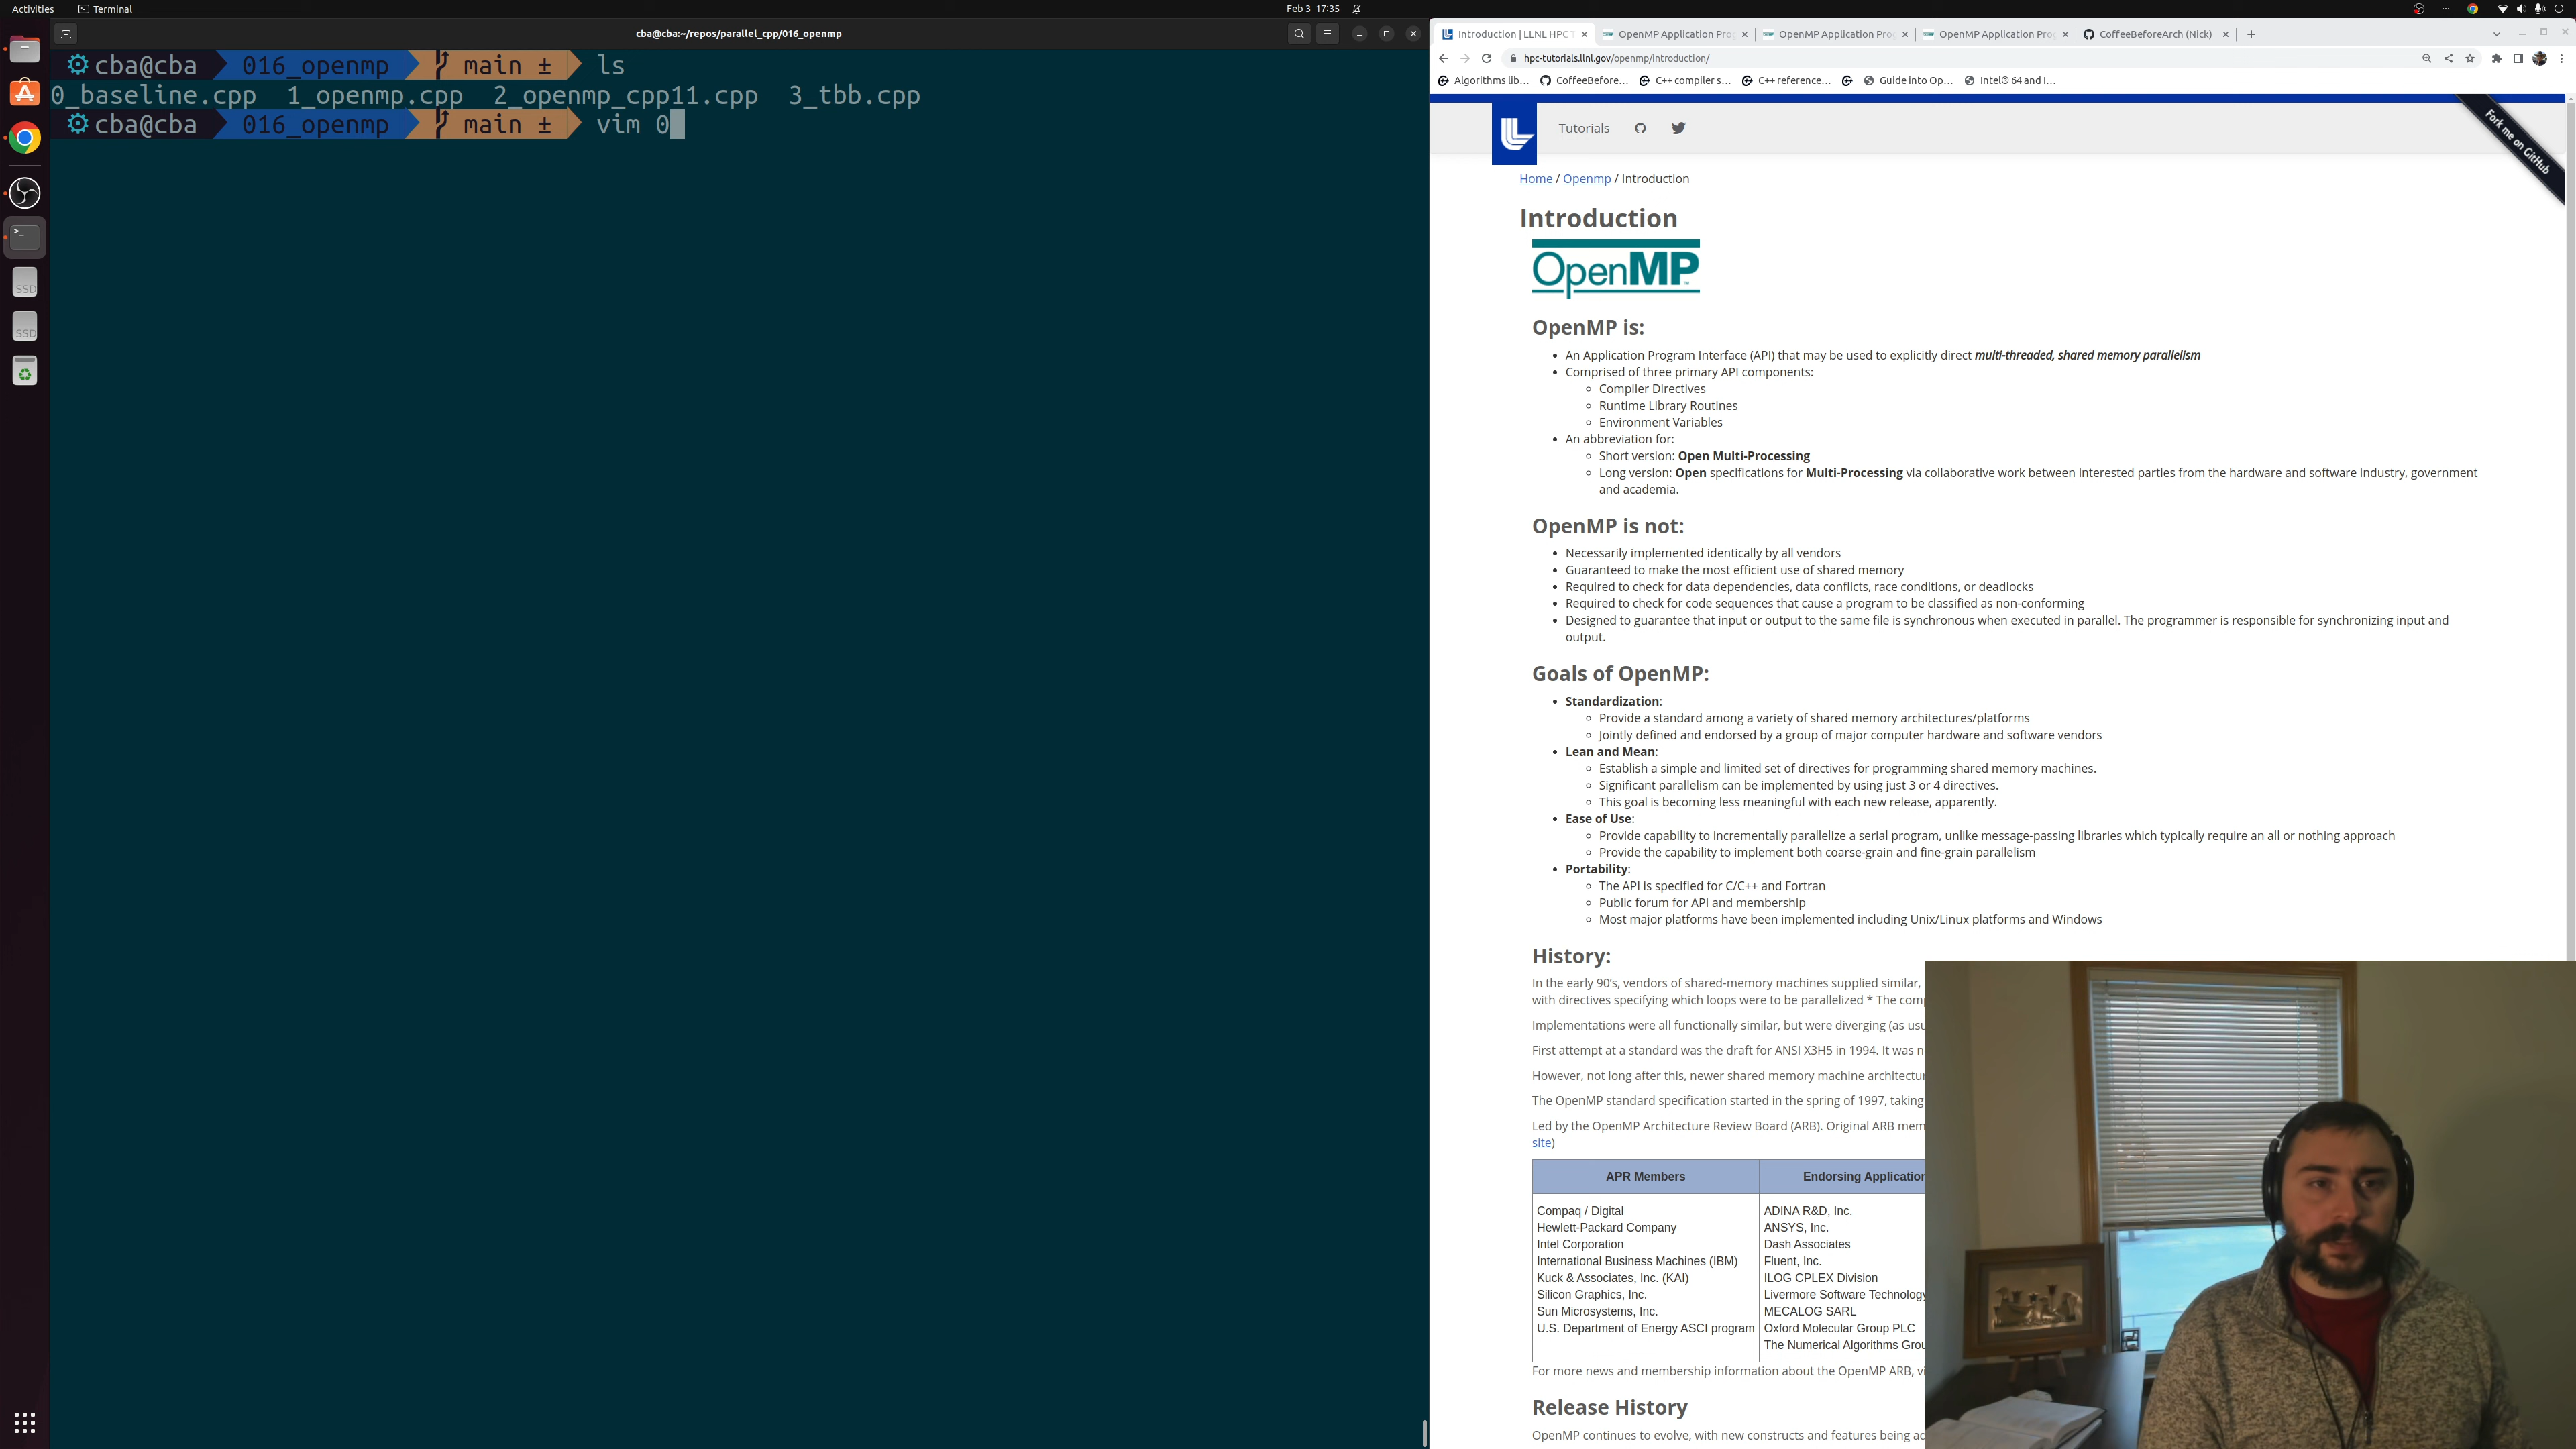 Activities
Terminal
Feb 3 17:35
cba@cba:~/repos/parallel_cpp/016_openmp
cba@cba 016_openmp main ± ls
0_baseline.cpp 1_openmp.cpp 2_openmp_cpp11.cpp 3_tbb.cpp
cba@cba 016_openmp main ± vim 0
SSD
SSD
Introduction | LLNL HPC T
OpenMP Application Pro
OpenMP Application Pro
OpenMP Application Pro
CoffeeBeforeArch (Nick)
hpc-tutorials.llnl.gov/openmp/introduction/
Algorithms lib...
CoffeeBefore...
C++ compiler s...
C++ reference...
Guide into Op...
Intel® 64 and I...
Tutorials
Fork me on GitHub
Home / Openmp / Introduction
Introduction
OpenMP
OpenMP is:
An Application Program Interface (API) that may be used to explicitly direct multi-threaded, shared memory parallelism
Comprised of three primary API components:
Compiler Directives
Runtime Library Routines
Environment Variables
An abbreviation for:
Short version: Open Multi-Processing
Long version: Open specifications for Multi-Processing via collaborative work between interested parties from the hardware and software industry, government
and academia.
OpenMP is not:
Necessarily implemented identically by all vendors
Guaranteed to make the most efficient use of shared memory
Required to check for data dependencies, data conflicts, race conditions, or deadlocks
Required to check for code sequences that cause a program to be classified as non-conforming
Designed to guarantee that input or output to the same file is synchronous when executed in parallel. The programmer is responsible for synchronizing input and
output.
Goals of OpenMP:
Standardization:
Provide a standard among a variety of shared memory architectures/platforms
Jointly defined and endorsed by a group of major computer hardware and software vendors
Lean and Mean:
Establish a simple and limited set of directives for programming shared memory machines.
Significant parallelism can be implemented by using just 3 or 4 directives.
This goal is becoming less meaningful with each new release, apparently.
Ease of Use:
Provide capability to incrementally parallelize a serial program, unlike message-passing libraries which typically require an all or nothing approach
Provide the capability to implement both coarse-grain and fine-grain parallelism
Portability:
The API is specified for C/C++ and Fortran
Public forum for API and membership
Most major platforms have been implemented including Unix/Linux platforms and Windows
History:
In the early 90's, vendors of shared-memory machines supplied similar,
with directives specifying which loops were to be parallelized * The com
Implementations were all functionally similar, but were diverging (as usu
First attempt at a standard was the draft for ANSI X3H5 in 1994. It was n
However, not long after this, newer shared memory machine architectur
The OpenMP standard specification started in the spring of 1997, taking
Led by the OpenMP Architecture Review Board (ARB). Original ARB mem
site)
APR Members
Endorsing Application
Compaq / Digital
Hewlett-Packard Company
Intel Corporation
International Business Machines (IBM)
Kuck & Associates, Inc. (KAI)
Silicon Graphics, Inc.
Sun Microsystems, Inc.
U.S. Department of Energy ASCI program
ADINA R&D, Inc.
ANSYS, Inc.
Dash Associates
Fluent, Inc.
ILOG CPLEX Division
Livermore Software Technology
MECALOG SARL
Oxford Molecular Group PLC
The Numerical Algorithms Grou
For more news and membership information about the OpenMP ARB, vi
Release History
OpenMP continues to evolve, with new constructs and features being ad